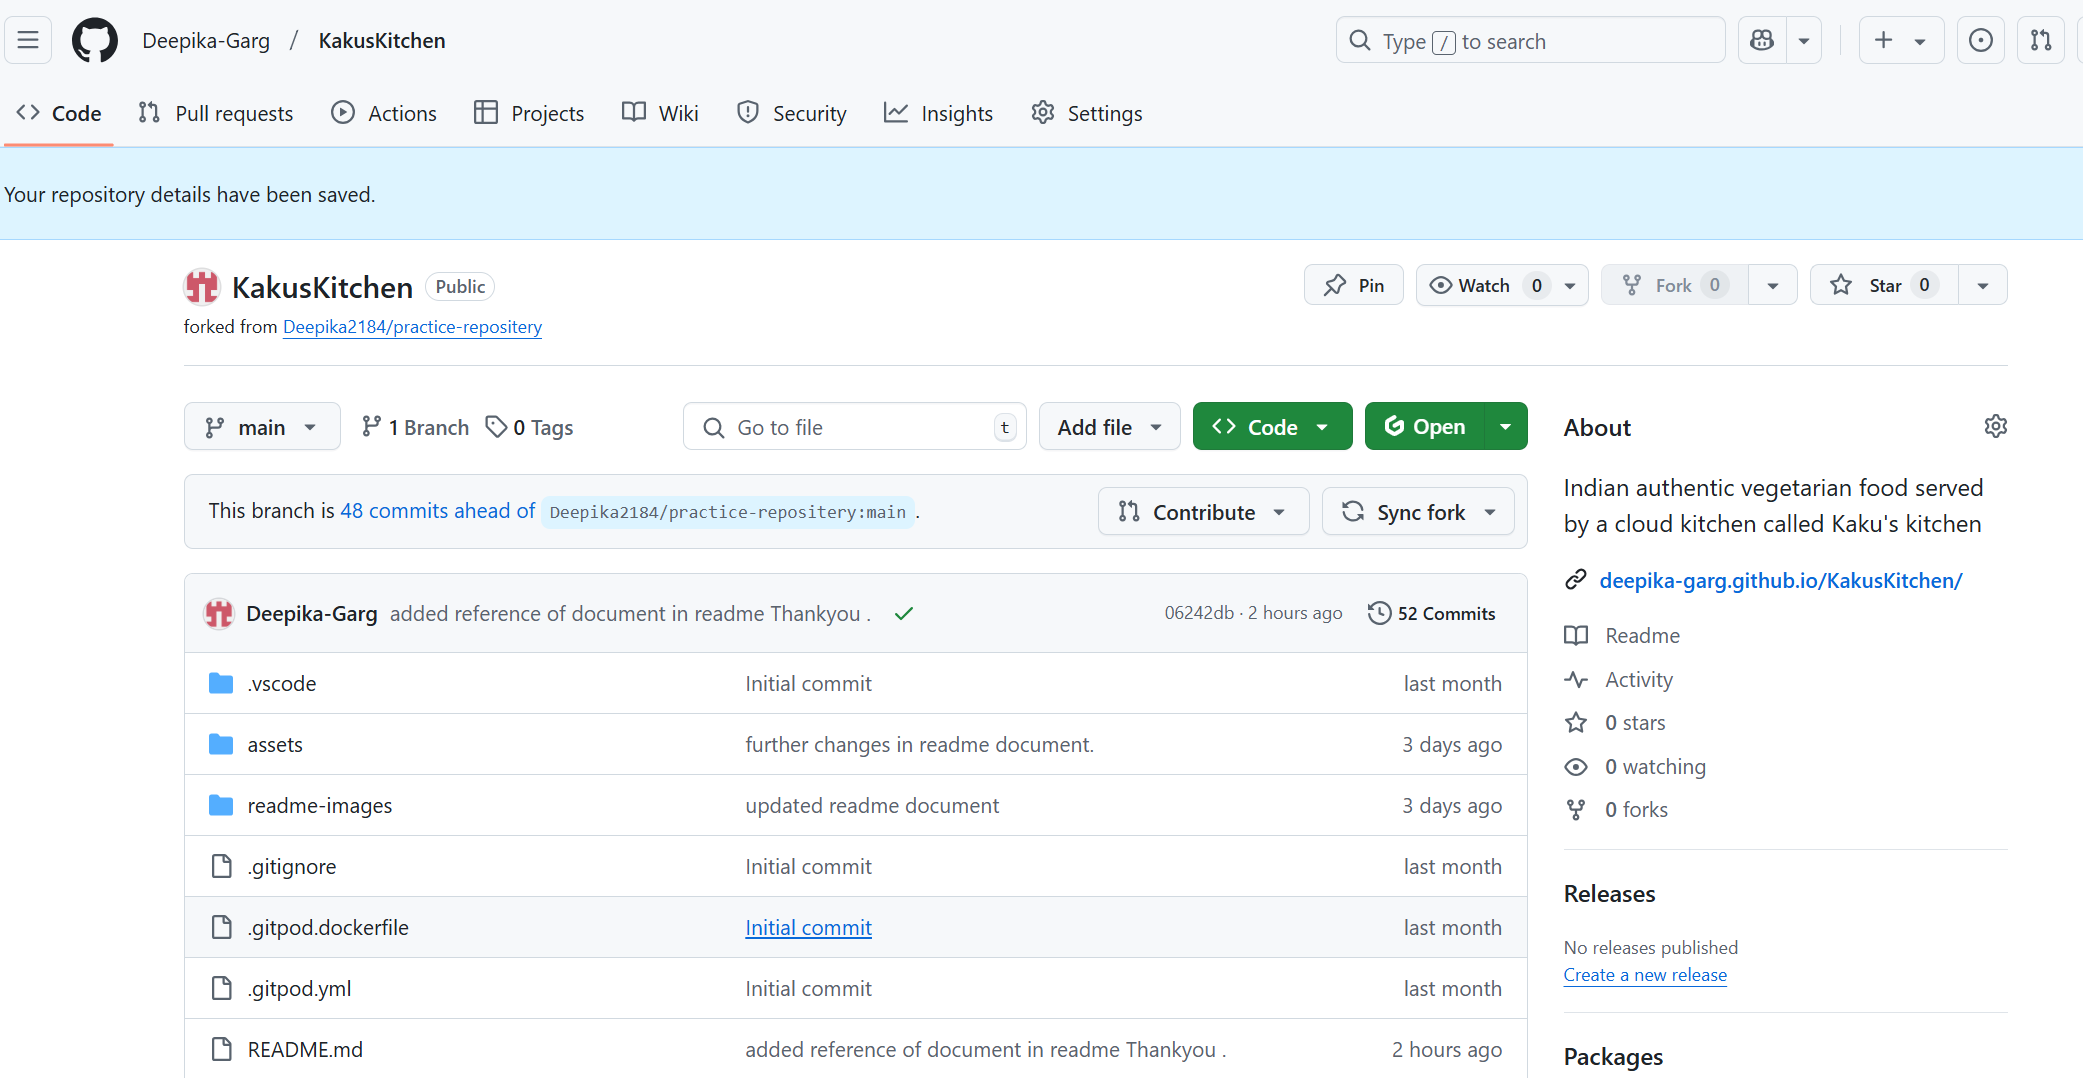 Deepika-Garg / KakusKitchen
Type / to search
Code Pull requests Actions Projects Wiki Security Insights Settings
Your repository details have been saved.
KakusKitchen Public
Pin Watch 0 Fork 0 Star 0
forked from Deepika2184/practice-repositery
main 1 Branch 0 Tags Go to file t Add file Code Open
This branch is 48 commits ahead of Deepika2184/practice-repositery:main.
Contribute Sync fork
Deepika-Garg added reference of document in readme Thankyou . 06242db · 2 hours ago 52 Commits
.vscode Initial commit last month
assets further changes in readme document. 3 days ago
readme-images updated readme document 3 days ago
.gitignore Initial commit last month
.gitpod.dockerfile Initial commit last month
.gitpod.yml Initial commit last month
README.md added reference of document in readme Thankyou . 2 hours ago
About
Indian authentic vegetarian food served
by a cloud kitchen called Kaku's kitchen
deepika-garg.github.io/KakusKitchen/
Readme
Activity
0 stars
0 watching
0 forks
Releases
No releases published
Create a new release
Packages